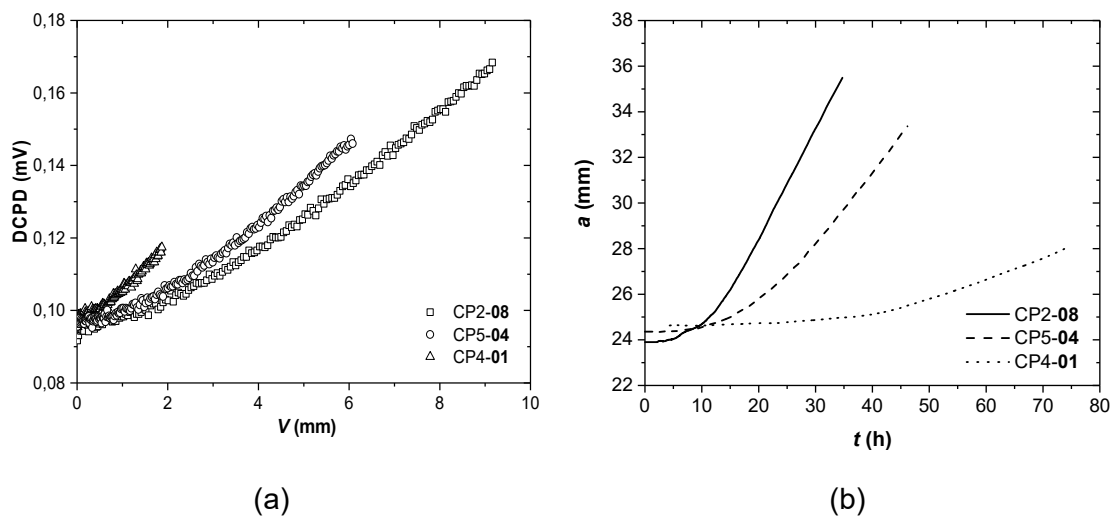 0,18
0,16
0,14
0,12
0,10
0,08
DCPD (mV)
0 2 4 6 8 10
V (mm)
CP2-08
CP5-04
CP4-01
(a)
38
36
34
32
30
28
26
24
22
a (mm)
0 10 20 30 40 50 60 70 80
t (h)
CP2-08
CP5-04
CP4-01
(b)